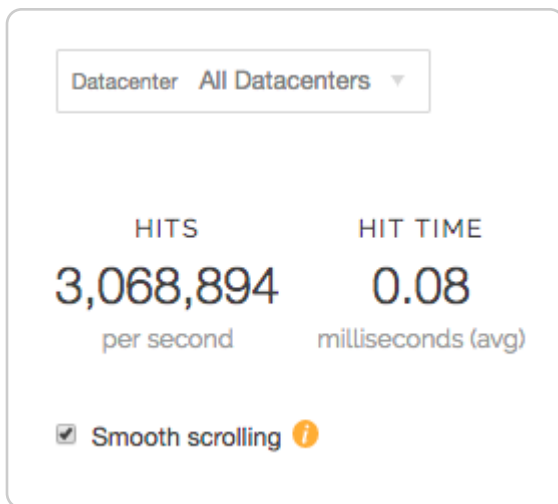 Datacenter All Datacenters
HITS HIT TIME
3,068,894 0.08
per second milliseconds (avg)
Smooth scrolling i